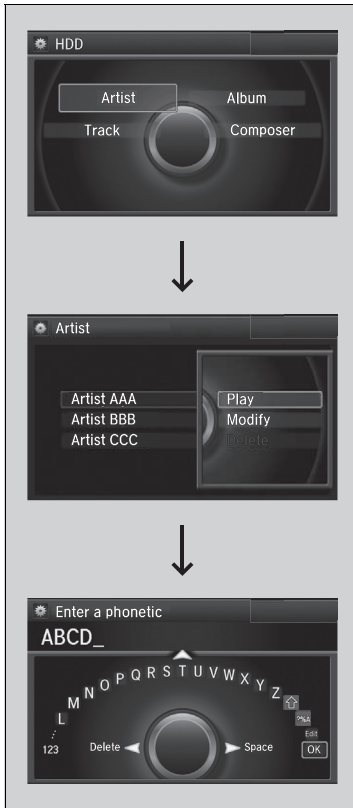 HDD
Artist Album
Track Composer
Artist
Artist AAA Play
Artist BBB Modify
Artist CCC Delete
Enter a phonetic
ABCD_
L M N O P Q R S T U V W X Y Z
?%A
Edit
123 Delete Space OK